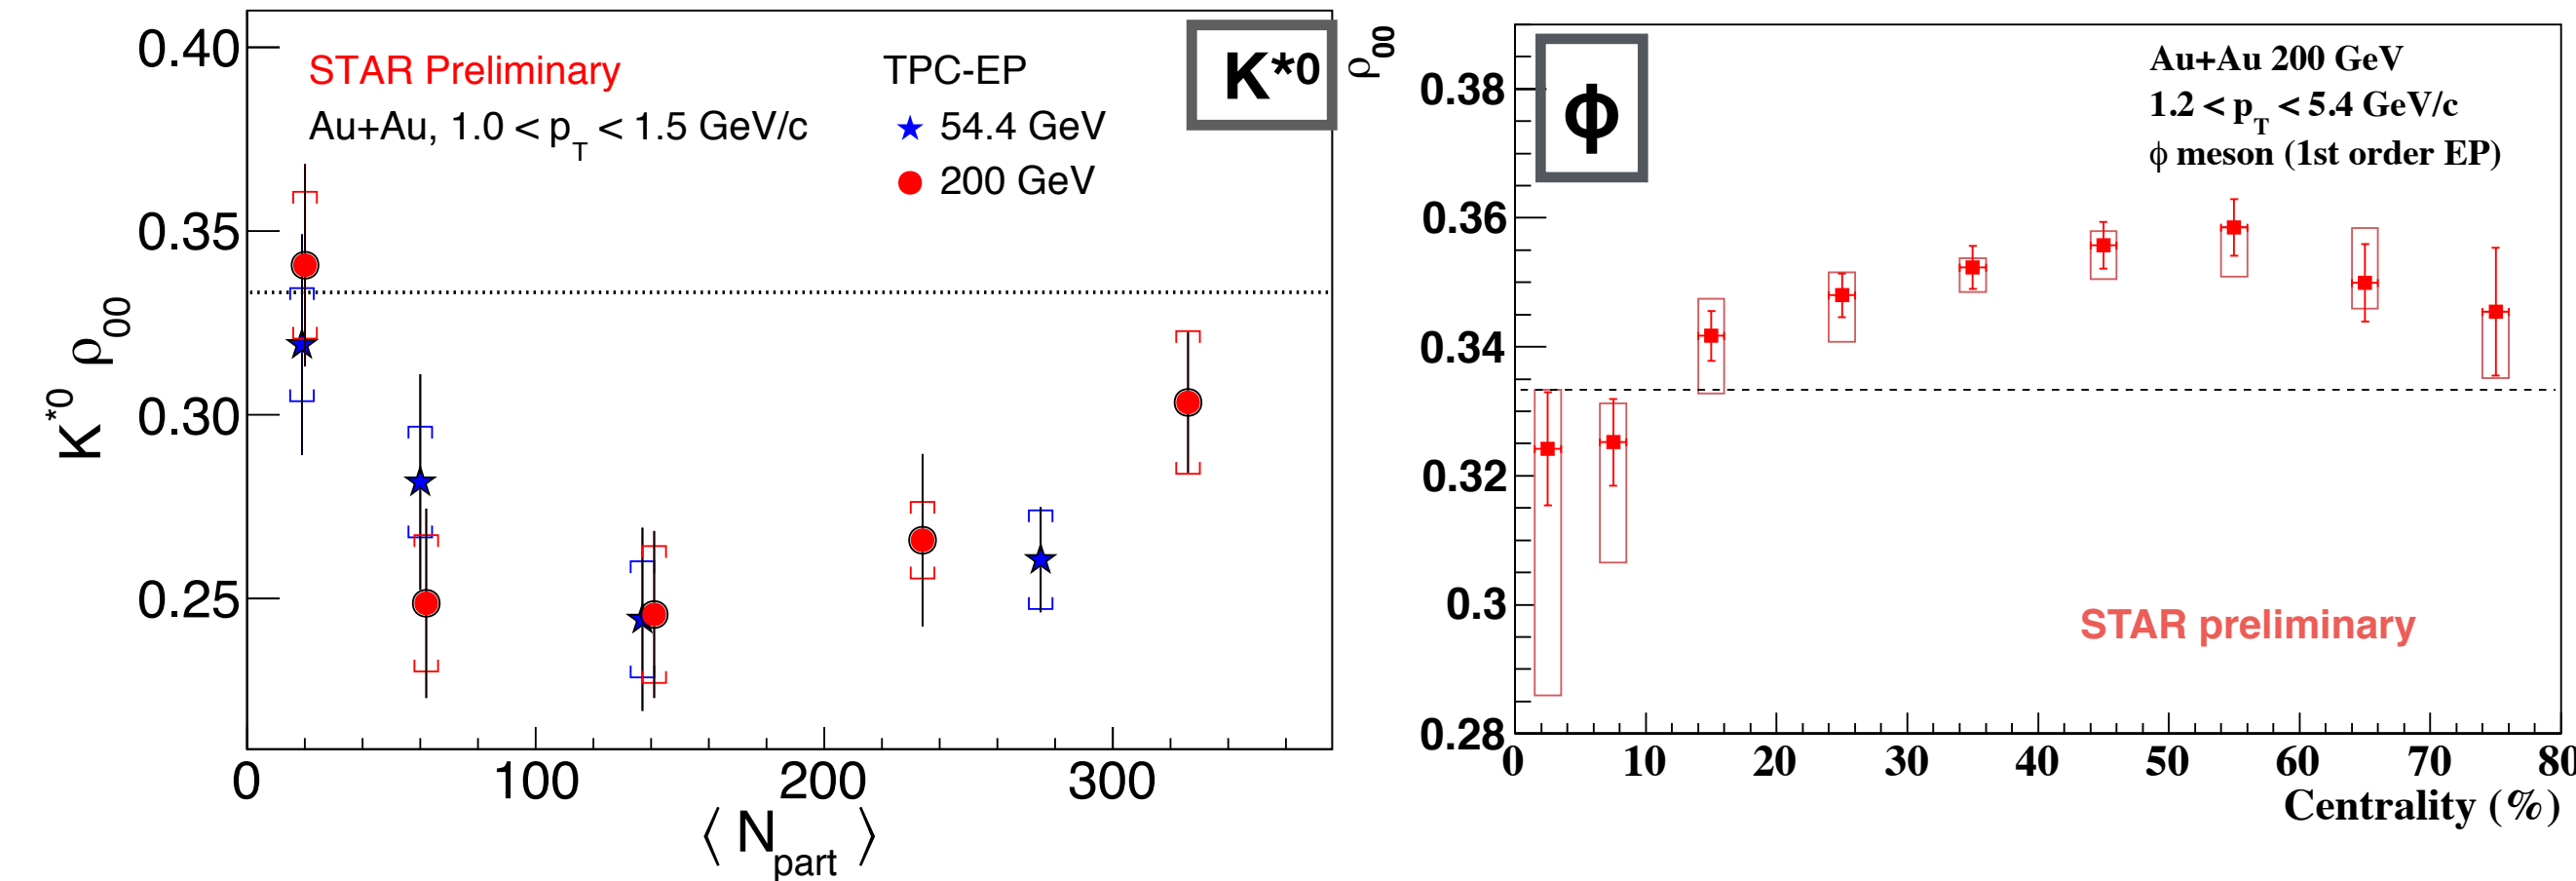 STAR Preliminary
Au+Au, 1.0 < p_T < 1.5 GeV/c
TPC-EP
54.4 GeV
200 GeV
K*0
0.40
0.35
0.30
0.25
K*0 ρ00
0
100
200
300
⟨ N_part ⟩
ρ00
ϕ
Au+Au 200 GeV
1.2 < p_T < 5.4 GeV/c
ϕ meson (1st order EP)
0.38
0.36
0.34
0.32
0.3
0.28
STAR preliminary
0
10
20
30
40
50
60
70
80
Centrality (%)